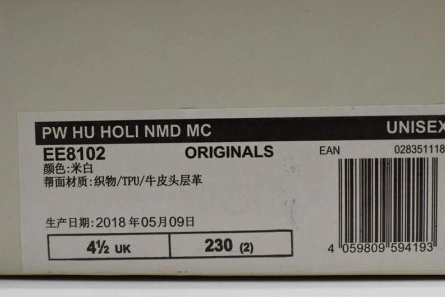 PW HU HOLI NMD MC UNISEX
EE8102 ORIGINALS EAN 028351118
颜色:米白
帮面材质:织物/TPU/牛皮头层革
生产日期:2018 年05月09日
4½ UK 230 (2)
4 059809 594193